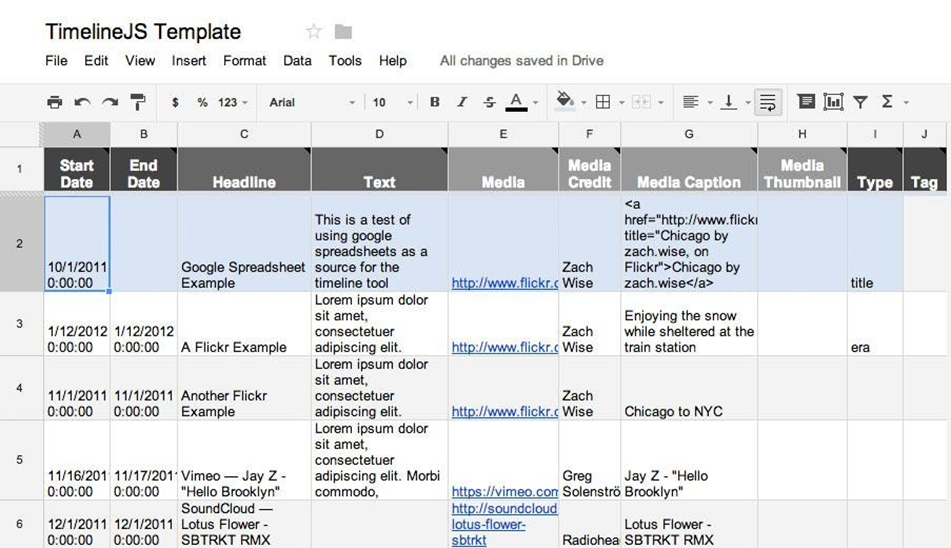 TimelineJS Template
File Edit View Insert Format Data Tools Help All changes saved in Drive
$ % 123 Arial 10 B I S A Σ
A B C D E F G H I J
1 Start Date End Date Headline Text Media Media Credit Media Caption Media Thumbnail Type Tag
2
10/1/2011
0:00:00
Google Spreadsheet
Example
This is a test of
using google
spreadsheets as a
source for the
timeline tool
http://www.flickr.c
Zach
Wise
<a
href="http://www.flickr
title="Chicago by
zach.wise, on
Flickr">Chicago by
zach.wise</a>
title
3
1/12/2012
0:00:00
1/12/2012
0:00:00
A Flickr Example
Lorem ipsum dolor
sit amet,
consectetuer
adipiscing elit.
http://www.flickr.c
Zach
Wise
Enjoying the snow
while sheltered at the
train station
era
4
11/1/2011
0:00:00
11/1/2011
0:00:00
Another Flickr
Example
Lorem ipsum dolor
sit amet,
consectetuer
adipiscing elit.
http://www.flickr.c
Zach
Wise
Chicago to NYC
5
11/16/201
0:00:00
11/17/201
0:00:00
Vimeo — Jay Z -
"Hello Brooklyn"
Lorem ipsum dolor
sit amet,
consectetuer
adipiscing elit. Morbi
commodo,
https://vimeo.com
Greg
Solenströ
Jay Z - "Hello
Brooklyn"
6
12/1/2011
0:00:00
12/1/2011
0:00:00
SoundCloud —
Lotus Flower -
SBTRKT RMX
http://soundcloud
lotus-flower-
sbtrkt
Radiohea
Lotus Flower -
SBTRKT RMX